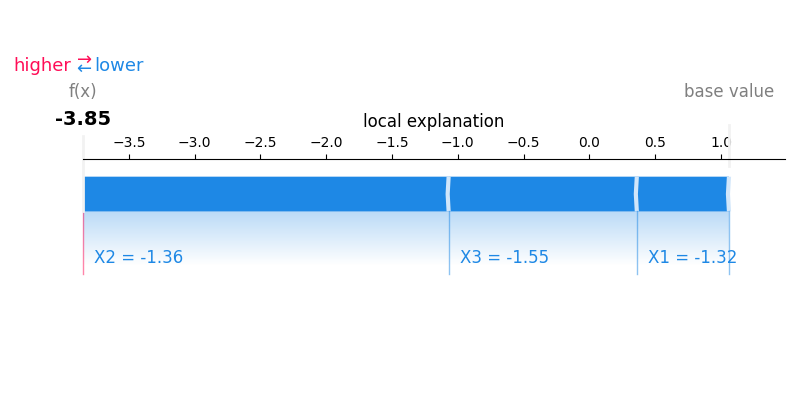 higher ⇄ lower
f(x)
base value
-3.85
local explanation
−3.5 −3.0 −2.5 −2.0 −1.5 −1.0 −0.5 0.0 0.5 1.0
X2 = -1.36
X3 = -1.55
X1 = -1.32